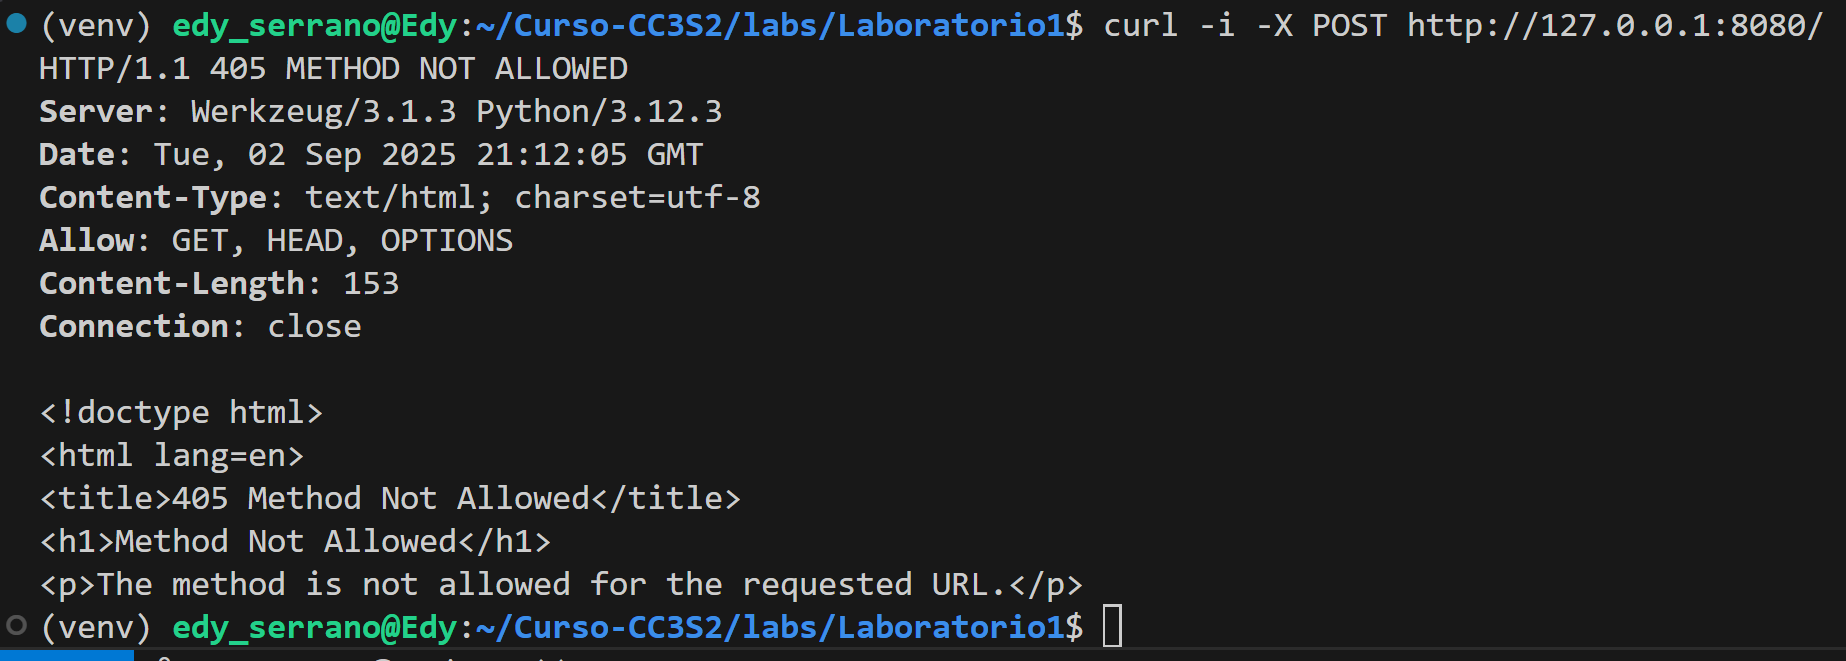 (venv) edy_serrano@Edy:~/Curso-CC3S2/labs/Laboratorio1$ curl -i -X POST http://127.0.0.1:8080/
HTTP/1.1 405 METHOD NOT ALLOWED
Server: Werkzeug/3.1.3 Python/3.12.3
Date: Tue, 02 Sep 2025 21:12:05 GMT
Content-Type: text/html; charset=utf-8
Allow: GET, HEAD, OPTIONS
Content-Length: 153
Connection: close

<!doctype html>
<html lang=en>
<title>405 Method Not Allowed</title>
<h1>Method Not Allowed</h1>
<p>The method is not allowed for the requested URL.</p>
(venv) edy_serrano@Edy:~/Curso-CC3S2/labs/Laboratorio1$